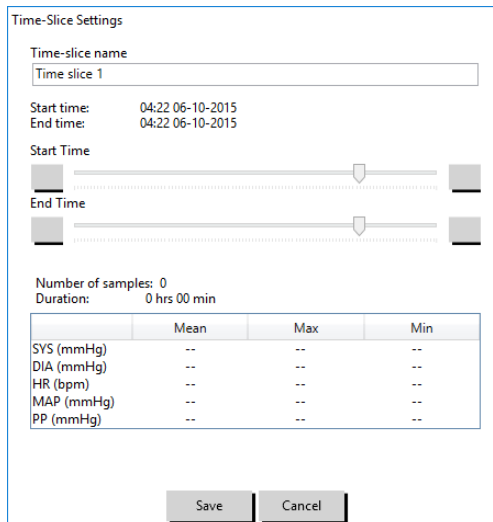 Time-Slice Settings
Time-slice name
Time slice 1
Start time: 04:22 06-10-2015
End time: 04:22 06-10-2015
Start Time
End Time
Number of samples: 0
Duration: 0 hrs 00 min
Mean Max Min
SYS (mmHg) -- -- --
DIA (mmHg) -- -- --
HR (bpm) -- -- --
MAP (mmHg) -- -- --
PP (mmHg) -- -- --
Save Cancel